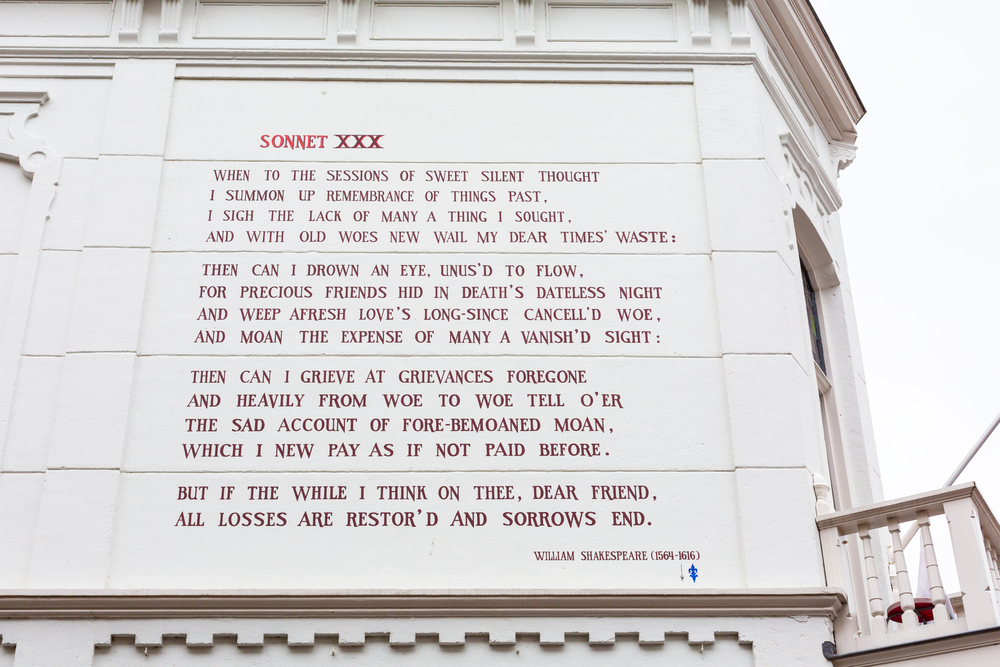 SONNET XXX
WHEN TO THE SESSIONS OF SWEET SILENT THOUGHT
I SUMMON UP REMEMBRANCE OF THINGS PAST,
I SIGH THE LACK OF MANY A THING I SOUGHT,
AND WITH OLD WOES NEW WAIL MY DEAR TIMES' WASTE:
THEN CAN I DROWN AN EYE, UNUS'D TO FLOW,
FOR PRECIOUS FRIENDS HID IN DEATH'S DATELESS NIGHT
AND WEEP AFRESH LOVE'S LONG-SINCE CANCELL'D WOE,
AND MOAN THE EXPENSE OF MANY A VANISH'D SIGHT:
THEN CAN I GRIEVE AT GRIEVANCES FOREGONE
AND HEAVILY FROM WOE TO WOE TELL O'ER
THE SAD ACCOUNT OF FORE-BEMOANED MOAN,
WHICH I NEW PAY AS IF NOT PAID BEFORE.
BUT IF THE WHILE I THINK ON THEE, DEAR FRIEND,
ALL LOSSES ARE RESTOR'D AND SORROWS END.
WILLIAM SHAKESPEARE (1564-1616)